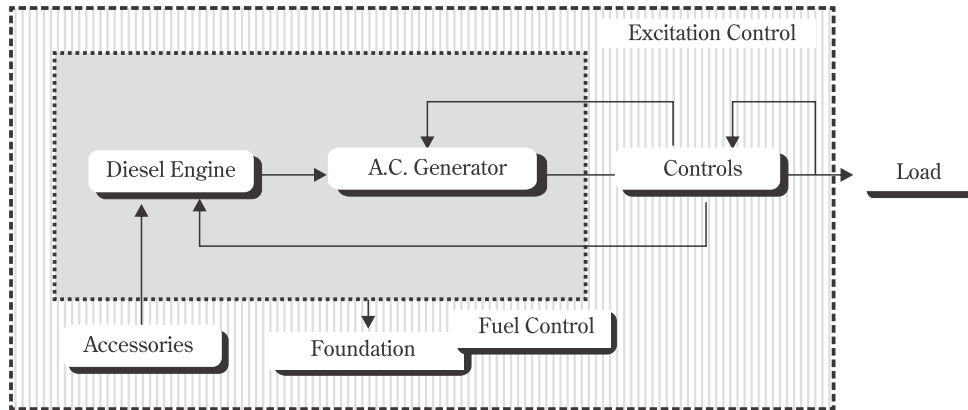 Excitation Control
Diesel Engine
A.C. Generator
Controls
Load
Accessories
Foundation
Fuel Control